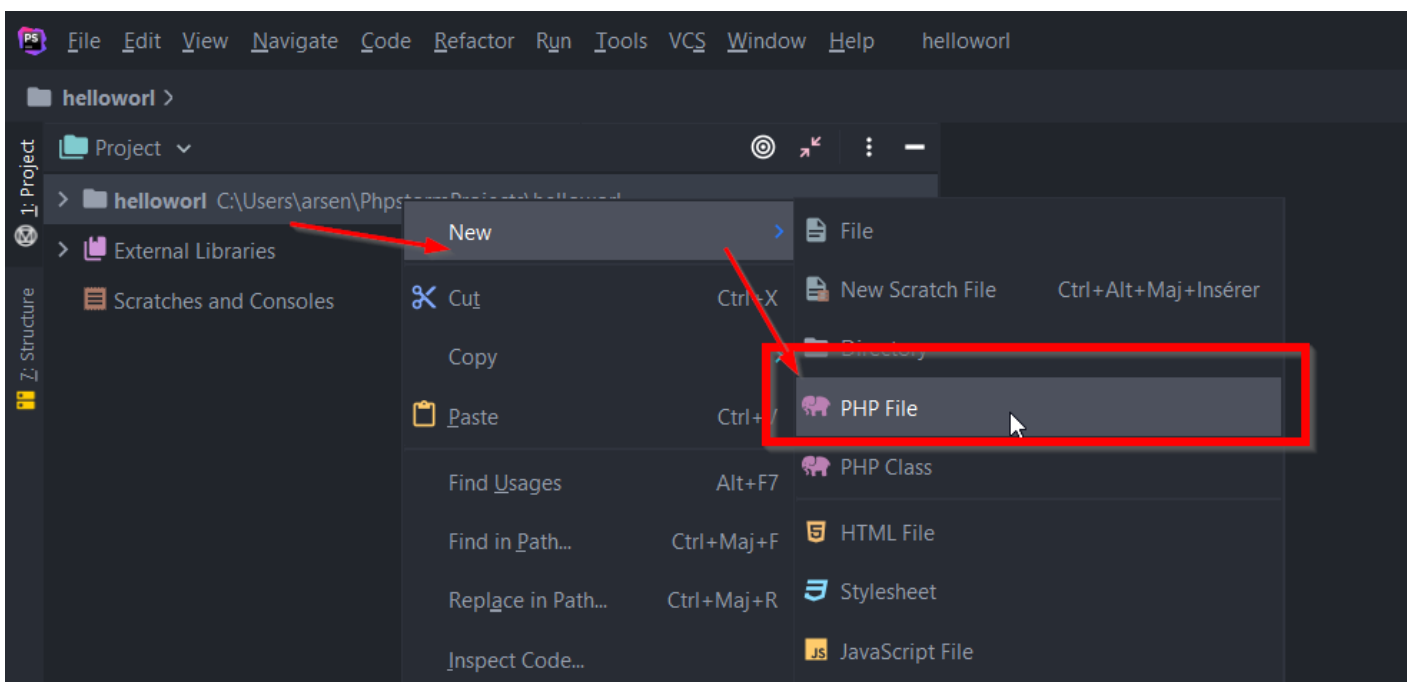 PS File Edit View Navigate Code Refactor Run Tools VCS Window Help helloworl
helloworl
Project
helloworl C:\Users\arsen\PhpstormProjects\helloworl
External Libraries
Scratches and Consoles
1: Project
7: Structure
New
Cut Ctrl+X
Copy
Paste Ctrl+V
Find Usages Alt+F7
Find in Path... Ctrl+Maj+F
Replace in Path... Ctrl+Maj+R
Inspect Code...
File
New Scratch File Ctrl+Alt+Maj+Insérer
Directory
PHP File
PHP Class
HTML File
Stylesheet
JS JavaScript File